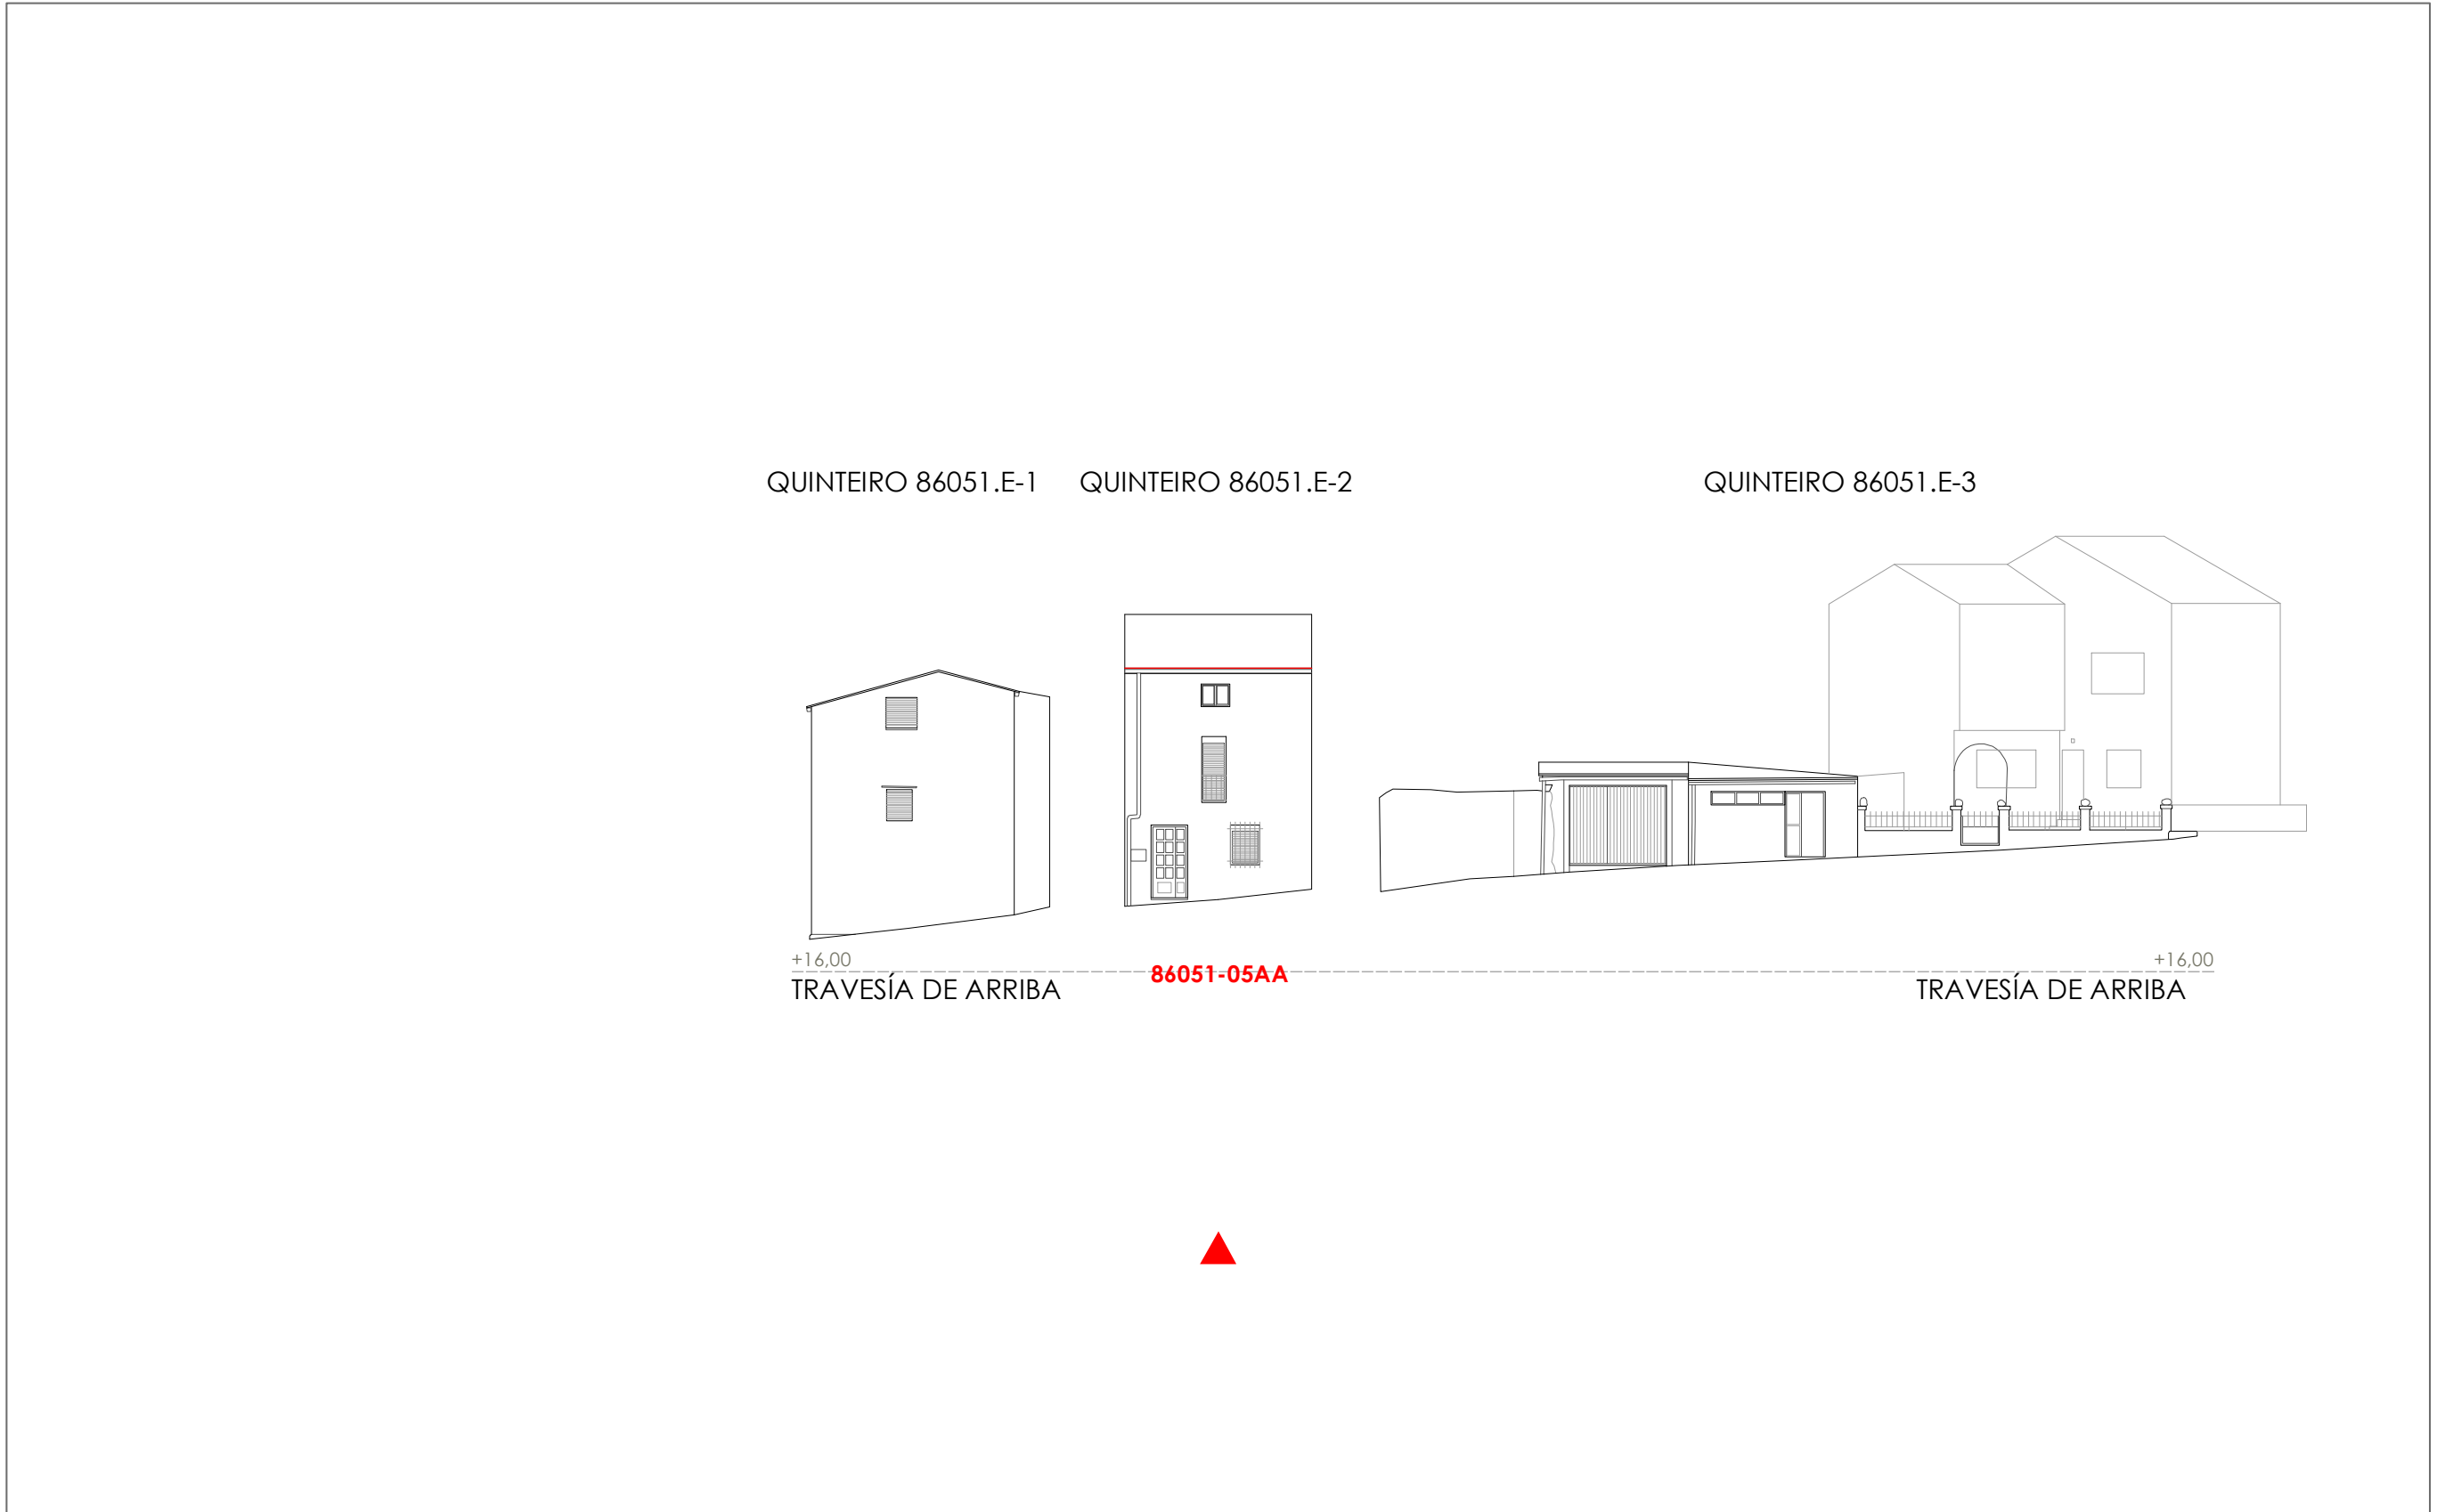 QUINTEIRO 86051.E-1 QUINTEIRO 86051.E-2 QUINTEIRO 86051.E-3
+16,00 +16,00
86051-05AA
TRAVESÍA DE ARRIBA TRAVESÍA DE ARRIBA